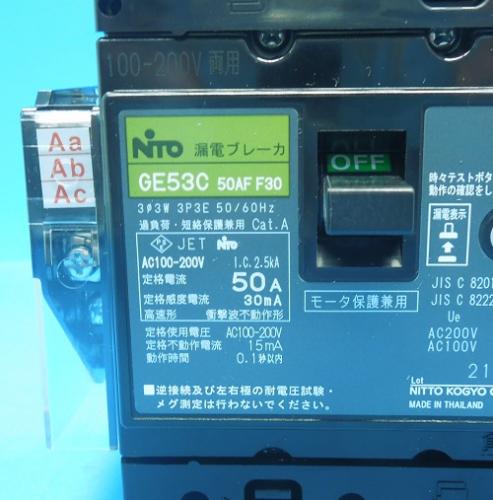 100-200V 両用
Aa
Ab
Ac
NITO 漏電ブレーカ
GE53C 50AF F30
3φ3W 3P3E 50/60Hz
過負荷・短絡保護兼用 Cat.A
PSE JET NITO
AC100-200V I.C. 2.5kA
定格電流 50A
定格感度電流 30mA
高速形 衝撃波不動作形
定格使用電圧 AC100-200V
定格不動作電流 15mA
動作時間 0.1秒以内
■逆接続及び左右極の耐電圧試験・
メグ測定は行わないでください。
OFF
モータ保護兼用
時々テストボタ
動作の確認をし
漏電表示
JIS C 8201
JIS C 8222
Ue
AC200V
AC100V
21
Lot
NITTO KOGYO
MADE IN THAILAND